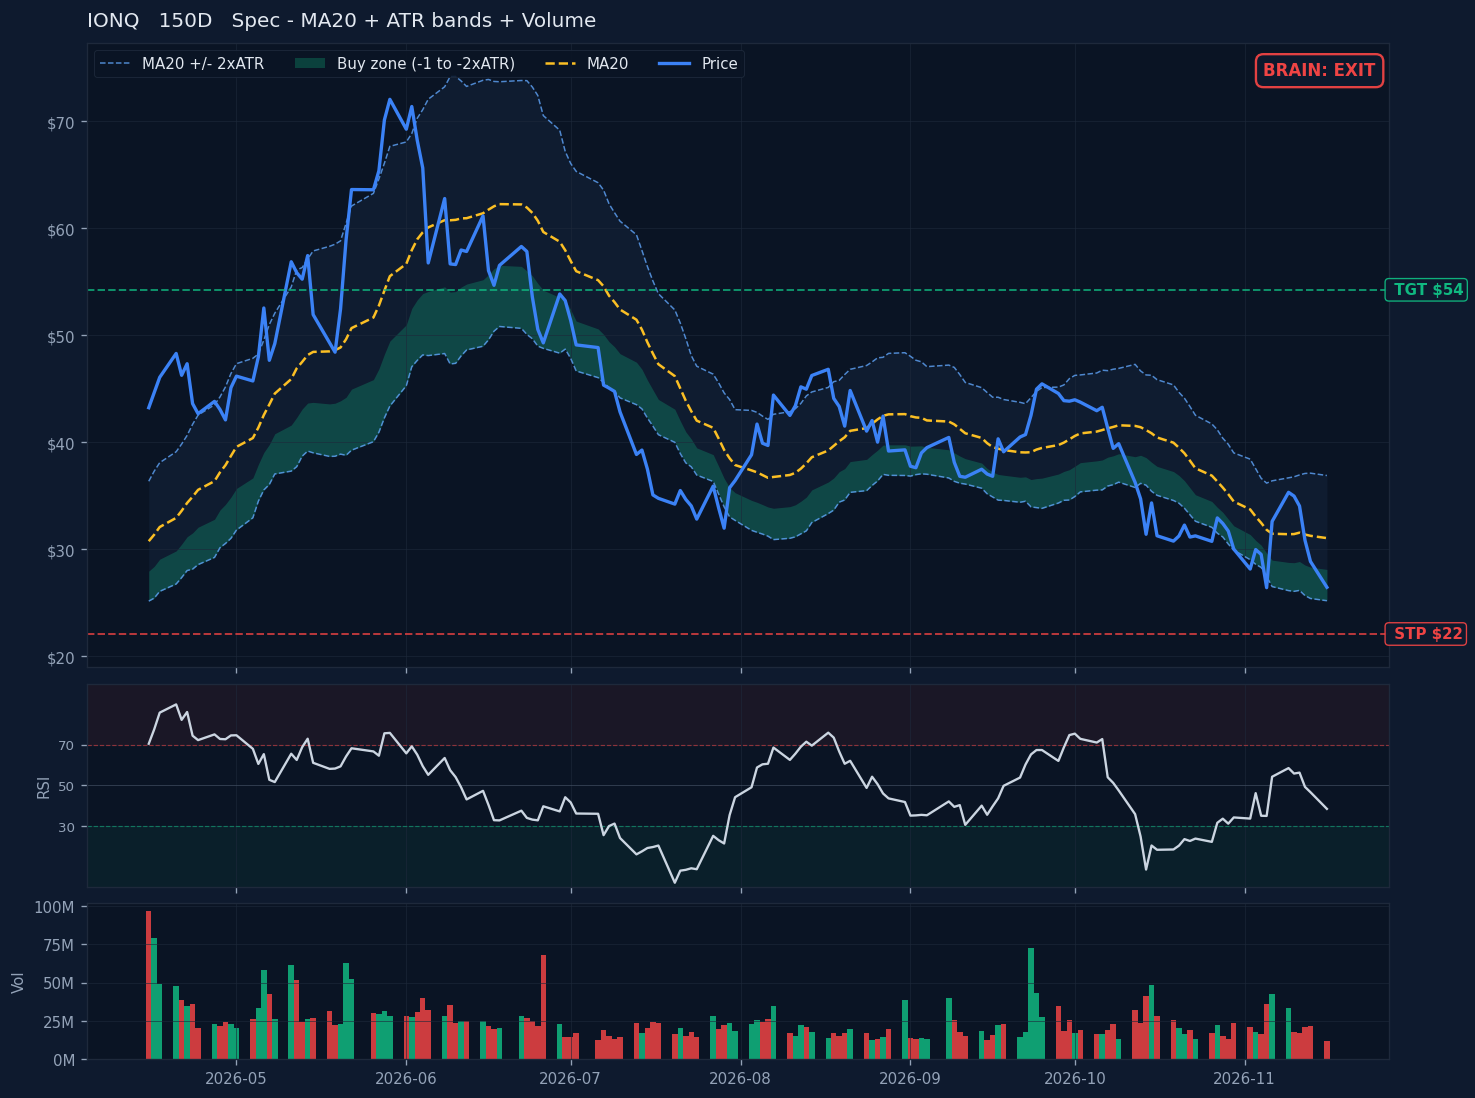 IONQ   150D   Spec - MA20 + ATR bands + Volume
MA20 +/- 2xATR   Buy zone (-1 to -2xATR)   MA20   Price
BRAIN: EXIT
$70
$60
TGT $54
$50
$40
$30
STP $22
$20
RSI
70
50
30
Vol
100M
75M
50M
25M
0M
2026-05   2026-06   2026-07   2026-08   2026-09   2026-10   2026-11